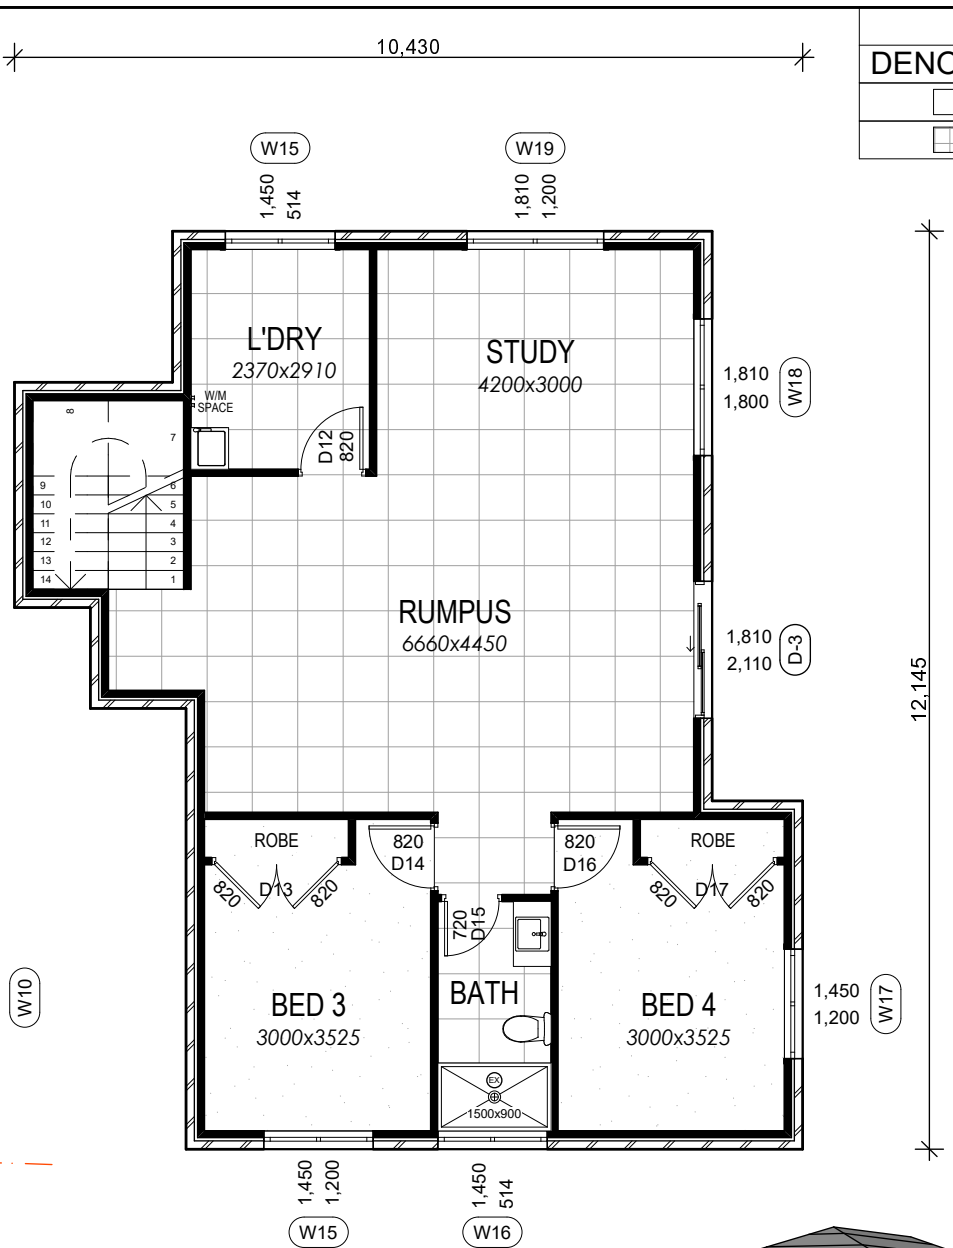 10,430
DENO
W15
W19
1,450
514
1,810
1,200
L'DRY
2370x2910
STUDY
4200x3000
1,810
1,800
W18
W/M
SPACE
D12
820
8
7
9
6
10
5
11
4
12
3
13
2
14
1
RUMPUS
6660x4450
1,810
2,110
D-3
12,145
ROBE
820
D13
820
820
D14
820
D16
ROBE
820
D17
820
720
D15
BATH
BED 3
3000x3525
BED 4
3000x3525
W10
1,450
1,200
W17
EX
1500x900
1,450
1,200
W15
1,450
514
W16